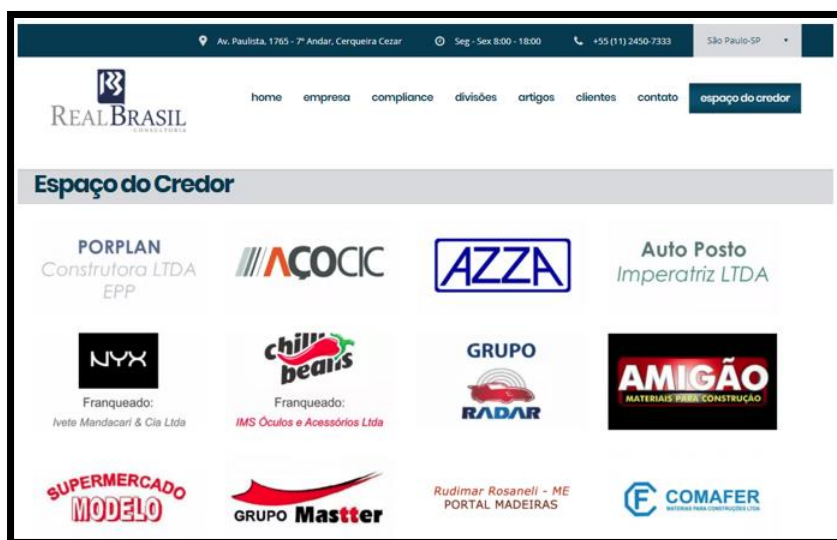 Av. Paulista, 1765 - 7º Andar, Cerqueira Cezar   Seg - Sex 8:00 - 18:00   +55 (11) 2450-7333   São Paulo-SP
REALBRASIL
CONSULTORIA
home   empresa   compliance   divisões   artigos   clientes   contato   espaço do credor
Espaço do Credor
PORPLAN
Construtora LTDA
EPP
AÇOCIC
AZZA
Auto Posto
Imperatriz LTDA
NYX
Franqueado:
Ivete Mandacari & Cia Ltda
chilli
beans
Franqueado:
IMS Óculos e Acessórios Ltda
GRUPO
RADAR
AMIGÃO
MATERIAIS PARA CONSTRUÇÃO
SUPERMERCADO
MODELO
GRUPO Mastter
Rudimar Rosaneli - ME
PORTAL MADEIRAS
CF COMAFER
MATERIAIS PARA CONSTRUÇÕES LTDA